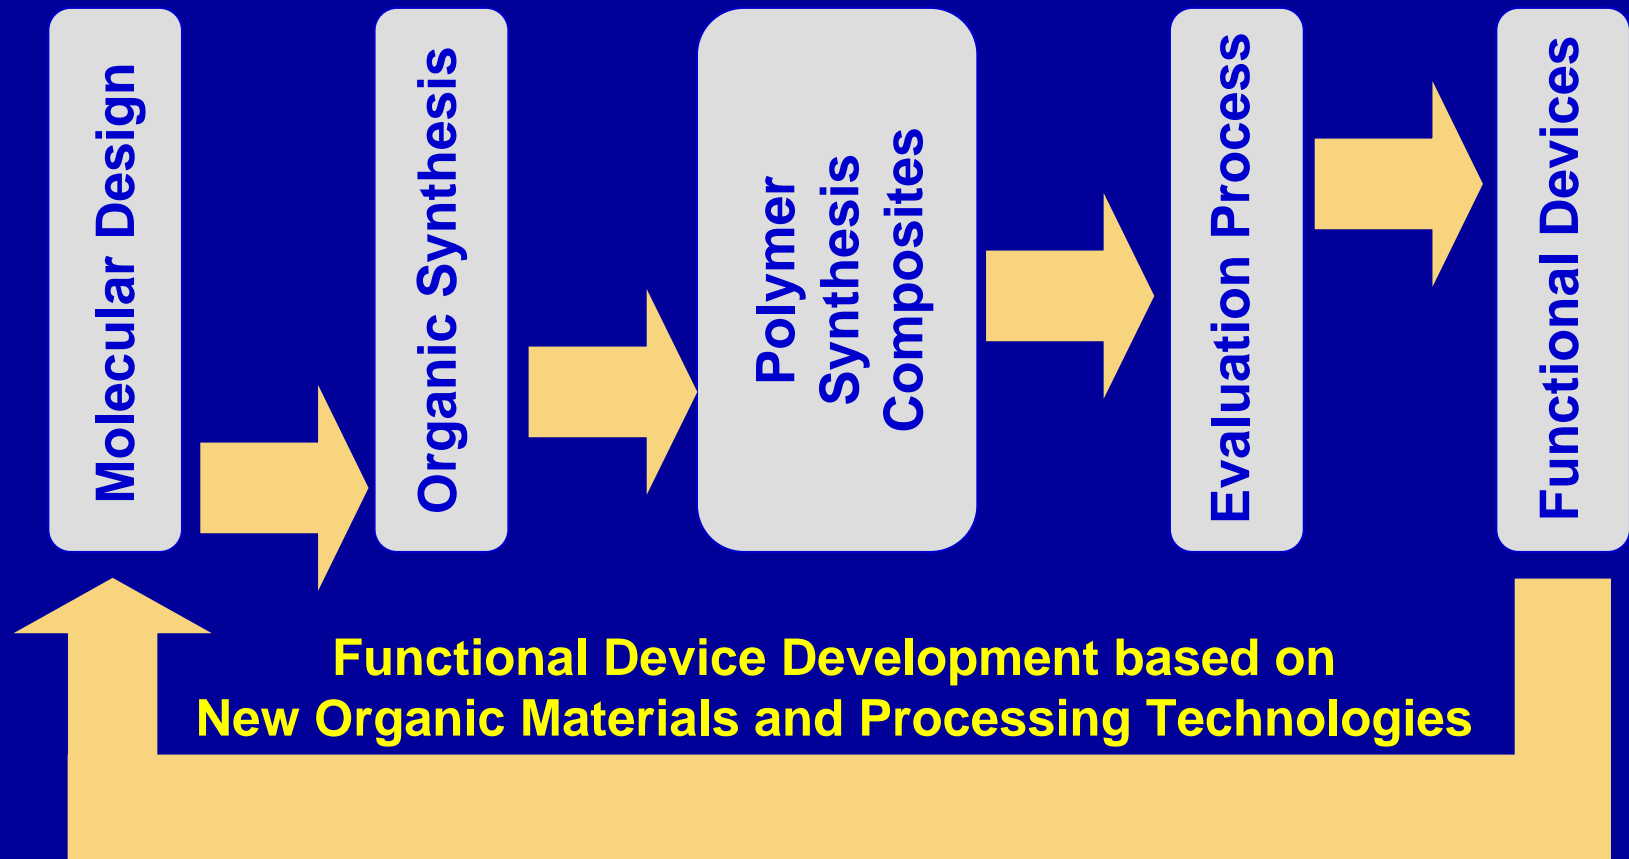 Molecular Design
Organic Synthesis
Polymer
Synthesis
Composites
Evaluation Process
Functional Devices
Functional Device Development based on
New Organic Materials and Processing Technologies